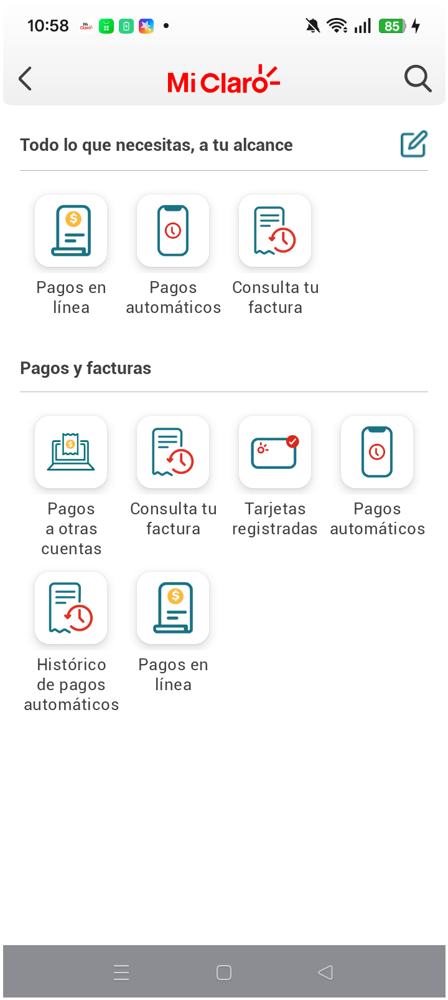 10:58
Mi Claro
85
Mi Claro
Todo lo que necesitas, a tu alcance
$
Pagos en
línea
Pagos
automáticos
Consulta tu
factura
Pagos y facturas
$
Pagos
a otras
cuentas
Consulta tu
factura
Tarjetas
registradas
Pagos
automáticos
$
Histórico
de pagos
automáticos
Pagos en
línea